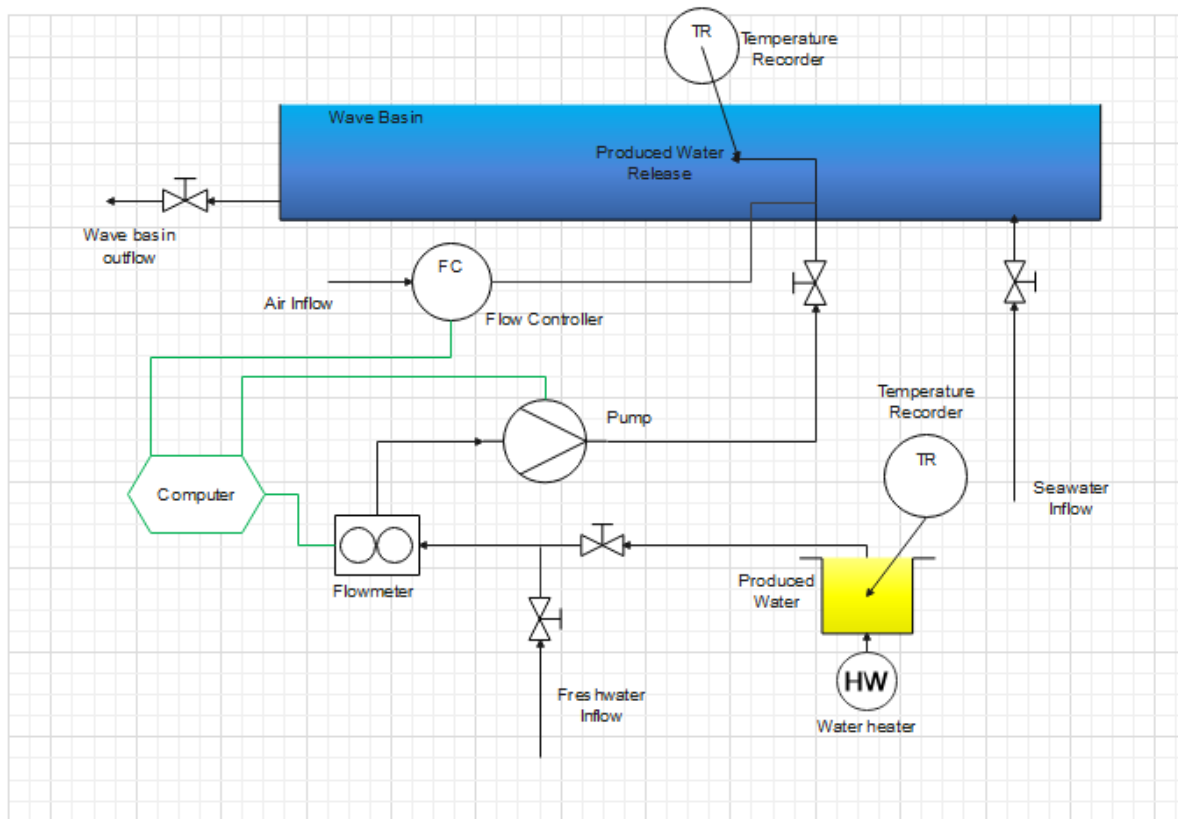 TR
Temperature
Recorder
Wave Basin
Produced Water
Release
Wave basin
outflow
FC
Air Inflow
Flow Controller
Temperature
Recorder
Pump
TR
Computer
Seawater
Inflow
Flowmeter
Produced
Water
HW
Freshwater
Inflow
Water heater